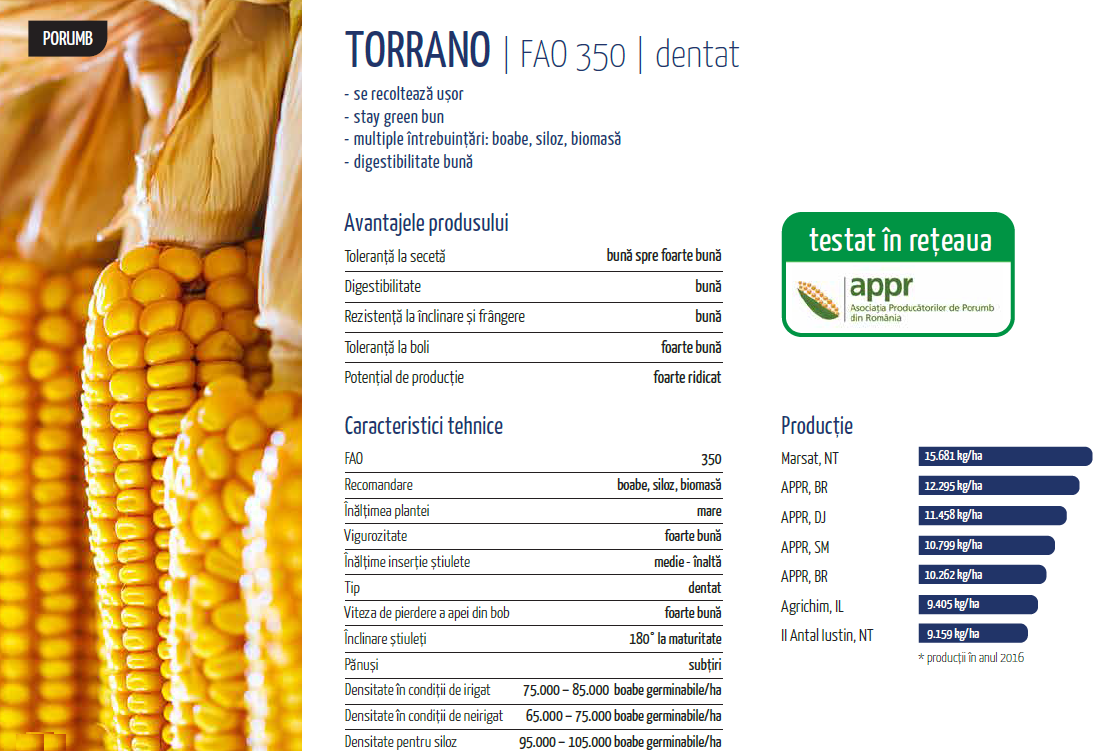 PORUMB
TORRANO | FAO 350 | dentat
- se recoltează ușor
- stay green bun
- multiple întrebuințări: boabe, siloz, biomasă
- digestibilitate bună
Avantajele produsului
Toleranță la secetă bună spre foarte bună
Digestibilitate bună
Rezistență la înclinare și frângere bună
Toleranță la boli foarte bună
Potențial de producție foarte ridicat
testat în rețeaua
appr
Asociația Producătorilor de Porumb
din România
Caracteristici tehnice
FAO 350
Recomandare boabe, siloz, biomasă
Înălțimea plantei mare
Vigurozitate foarte bună
Înălțime inserție știulete medie - înaltă
Tip dentat
Viteza de pierdere a apei din bob foarte bună
Înclinare știuleți 180° la maturitate
Pănuși subțiri
Densitate în condiții de irigat 75.000 – 85.000 boabe germinabile/ha
Densitate în condiții de neirigat 65.000 – 75.000 boabe germinabile/ha
Densitate pentru siloz 95.000 – 105.000 boabe germinabile/ha
Producție
Marsat, NT 15.681 kg/ha
APPR, BR 12.295 kg/ha
APPR, DJ 11.458 kg/ha
APPR, SM 10.799 kg/ha
APPR, BR 10.262 kg/ha
Agrichim, IL 9.405 kg/ha
II Antal Iustin, NT 9.159 kg/ha
* producții în anul 2016